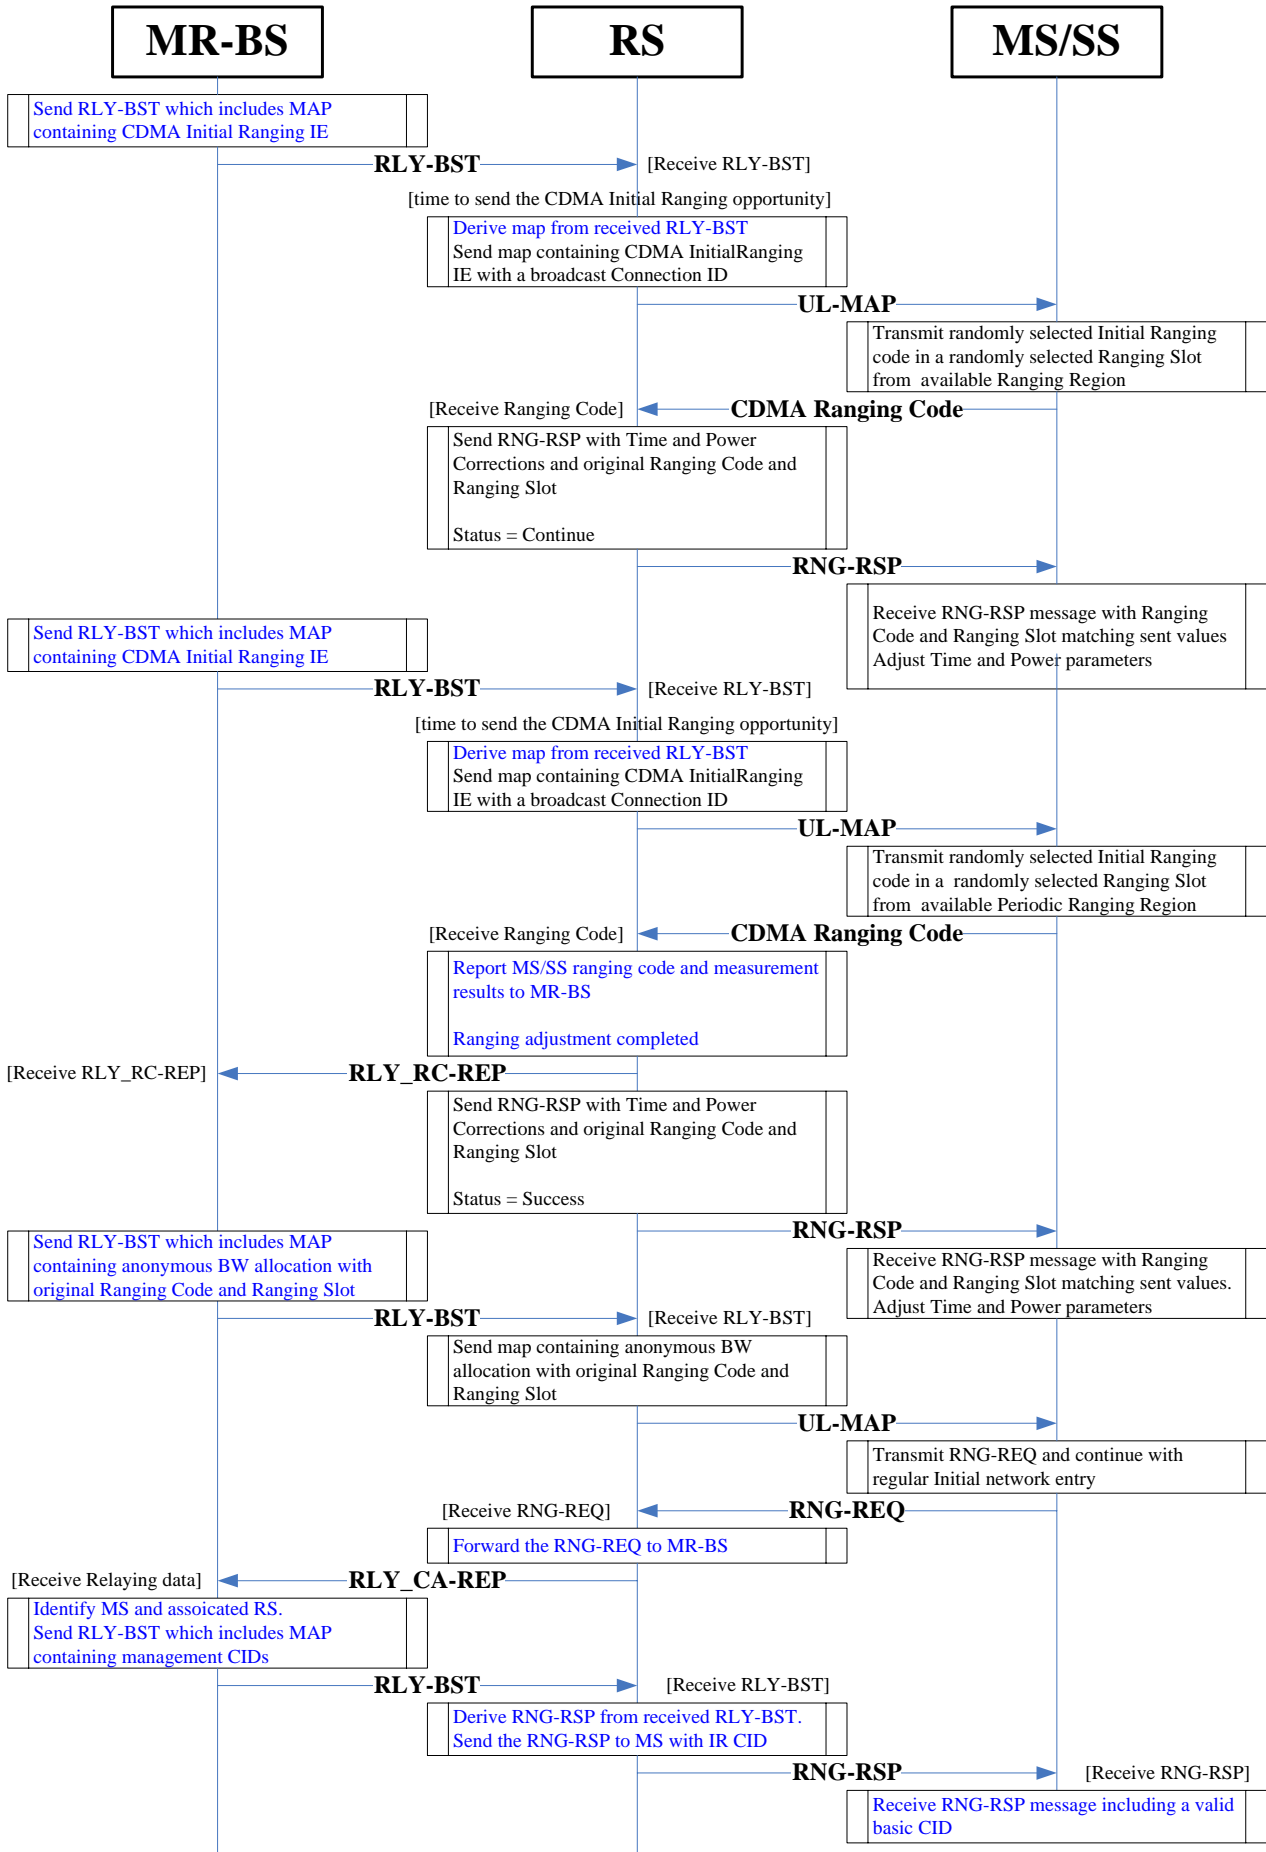 MR-BS
RS
MS/SS
Send RLY-BST which includes MAP
containing CDMA Initial Ranging IE
RLY-BST
[Receive RLY-BST]
[time to send the CDMA Initial Ranging opportunity]
Derive map from received RLY-BST
Send map containing CDMA InitialRanging
IE with a broadcast Connection ID
UL-MAP
Transmit randomly selected Initial Ranging
code in a randomly selected Ranging Slot
from available Ranging Region
[Receive Ranging Code]
CDMA Ranging Code
Send RNG-RSP with Time and Power
Corrections and original Ranging Code and
Ranging Slot
Status = Continue
RNG-RSP
Receive RNG-RSP message with Ranging
Code and Ranging Slot matching sent values
Adjust Time and Power parameters
Send RLY-BST which includes MAP
containing CDMA Initial Ranging IE
RLY-BST
[Receive RLY-BST]
[time to send the CDMA Initial Ranging opportunity]
Derive map from received RLY-BST
Send map containing CDMA InitialRanging
IE with a broadcast Connection ID
UL-MAP
Transmit randomly selected Initial Ranging
code in a randomly selected Ranging Slot
from available Periodic Ranging Region
[Receive Ranging Code]
CDMA Ranging Code
Report MS/SS ranging code and measurement
results to MR-BS
Ranging adjustment completed
[Receive RLY_RC-REP]
RLY_RC-REP
Send RNG-RSP with Time and Power
Corrections and original Ranging Code and
Ranging Slot
Status = Success
RNG-RSP
Send RLY-BST which includes MAP
containing anonymous BW allocation with
original Ranging Code and Ranging Slot
Receive RNG-RSP message with Ranging
Code and Ranging Slot matching sent values.
Adjust Time and Power parameters
RLY-BST
[Receive RLY-BST]
Send map containing anonymous BW
allocation with original Ranging Code and
Ranging Slot
UL-MAP
Transmit RNG-REQ and continue with
regular Initial network entry
[Receive RNG-REQ]
RNG-REQ
Forward the RNG-REQ to MR-BS
[Receive Relaying data]
RLY_CA-REP
Identify MS and assoicated RS.
Send RLY-BST which includes MAP
containing management CIDs
RLY-BST
[Receive RLY-BST]
Derive RNG-RSP from received RLY-BST.
Send the RNG-RSP to MS with IR CID
RNG-RSP
[Receive RNG-RSP]
Receive RNG-RSP message including a valid
basic CID